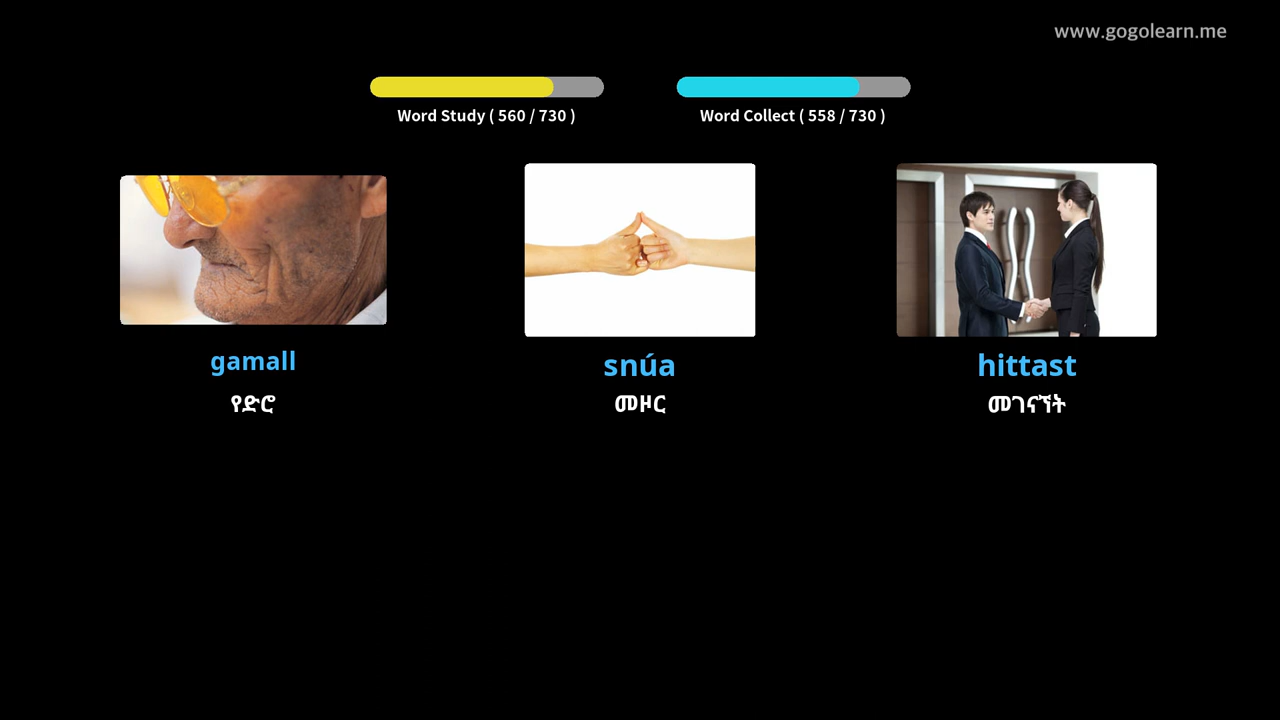 www.gogolearn.me
Word Study ( 560 / 730 )
Word Collect ( 558 / 730 )
gamall
snúa
hittast
የድሮ
መዞር
መገናኘት